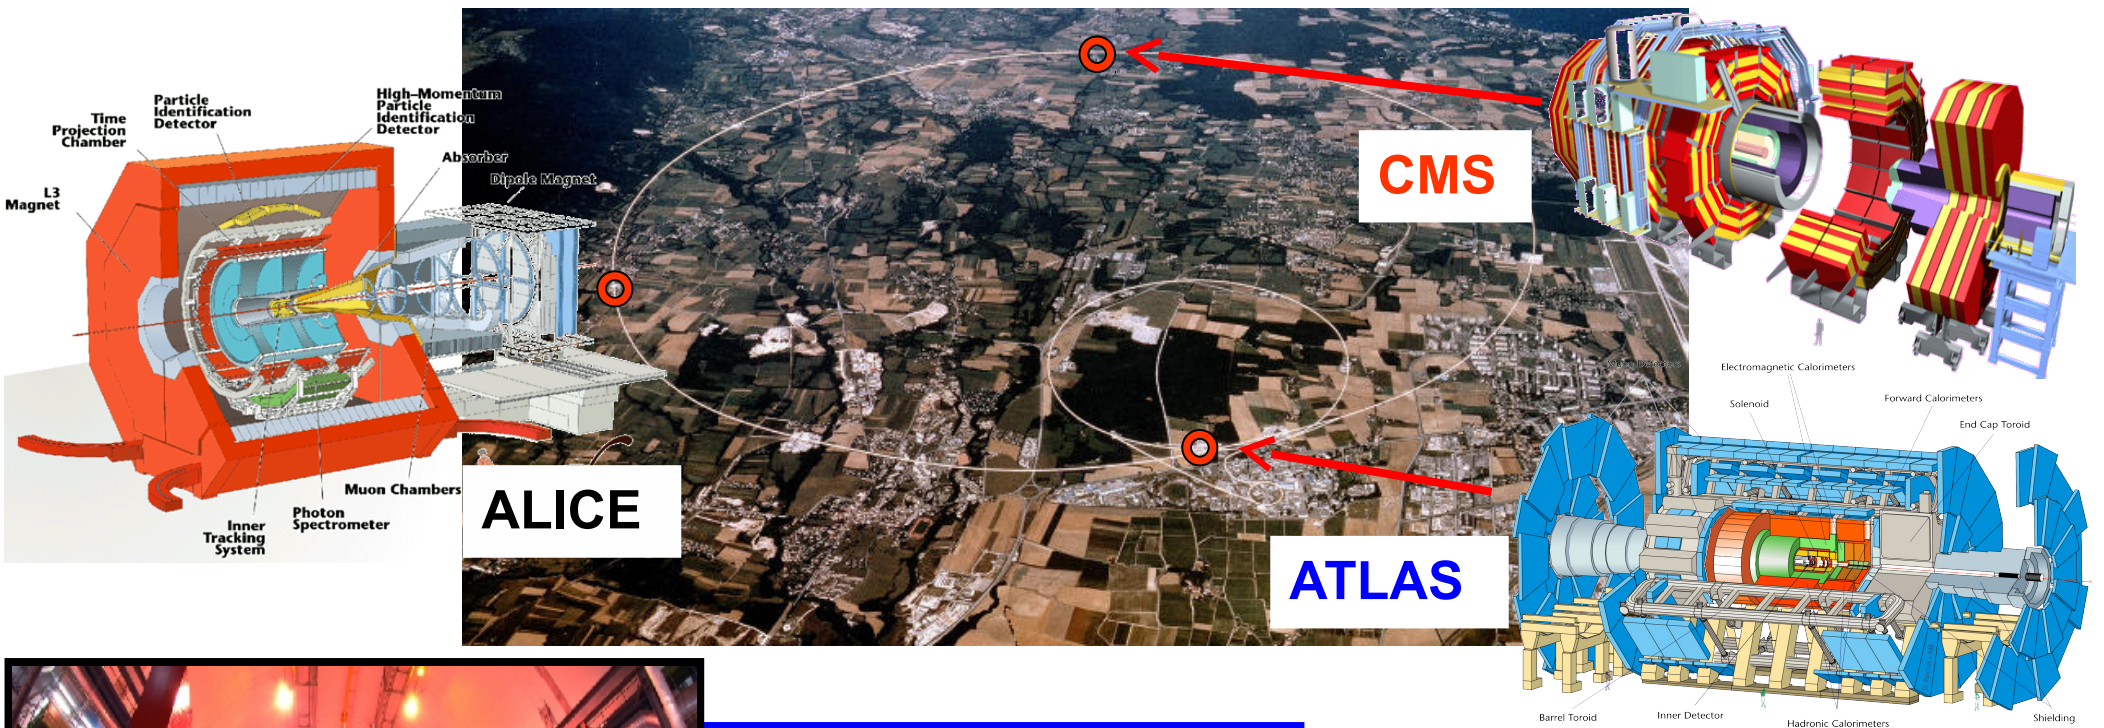 Particle
Identification
Detector
High-Momentum
Particle
Identification
Detector
Time
Projection
Chamber
Absorber
Dipole Magnet
L3
Magnet
Muon Chambers
Photon
Spectrometer
Inner
Tracking
System
ALICE
CMS
ATLAS
Electromagnetic Calorimeters
Solenoid
Forward Calorimeters
End Cap Toroid
Barrel Toroid
Inner Detector
Hadronic Calorimeters
Shielding